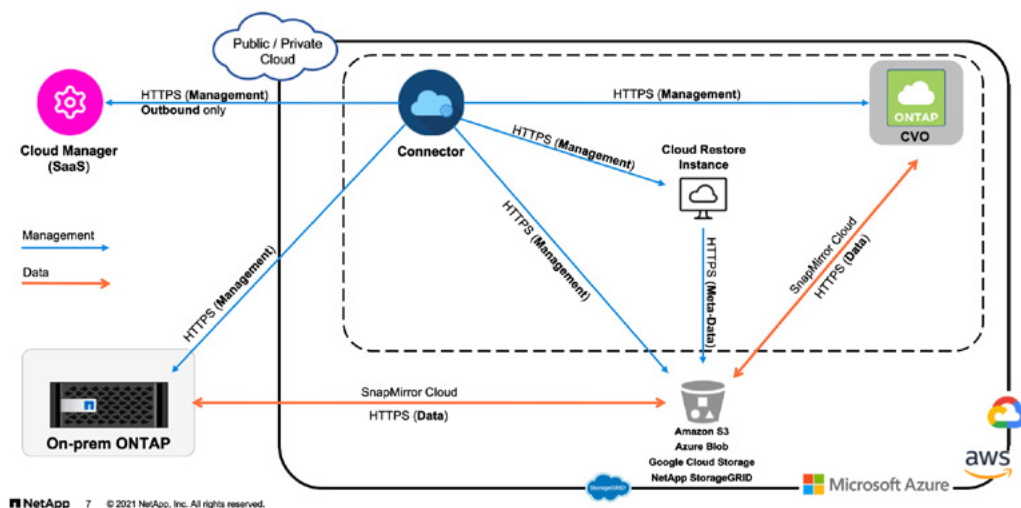 Public / Private
Cloud
HTTPS (Management)
Outbound only
Cloud Manager
(SaaS)
Connector
HTTPS (Management)
ONTAP
CVO
HTTPS (Management)
Cloud Restore
Instance
Management
Data
HTTPS (Management)
HTTPS (Management)
HTTPS (Meta-Data)
SnapMirror Cloud
HTTPS (Data)
On-prem ONTAP
SnapMirror Cloud
HTTPS (Data)
Amazon S3
Azure Blob
Google Cloud Storage
NetApp StorageGRID
StorageGRID
Microsoft Azure
aws
NetApp 7 © 2021 NetApp, Inc. All rights reserved.